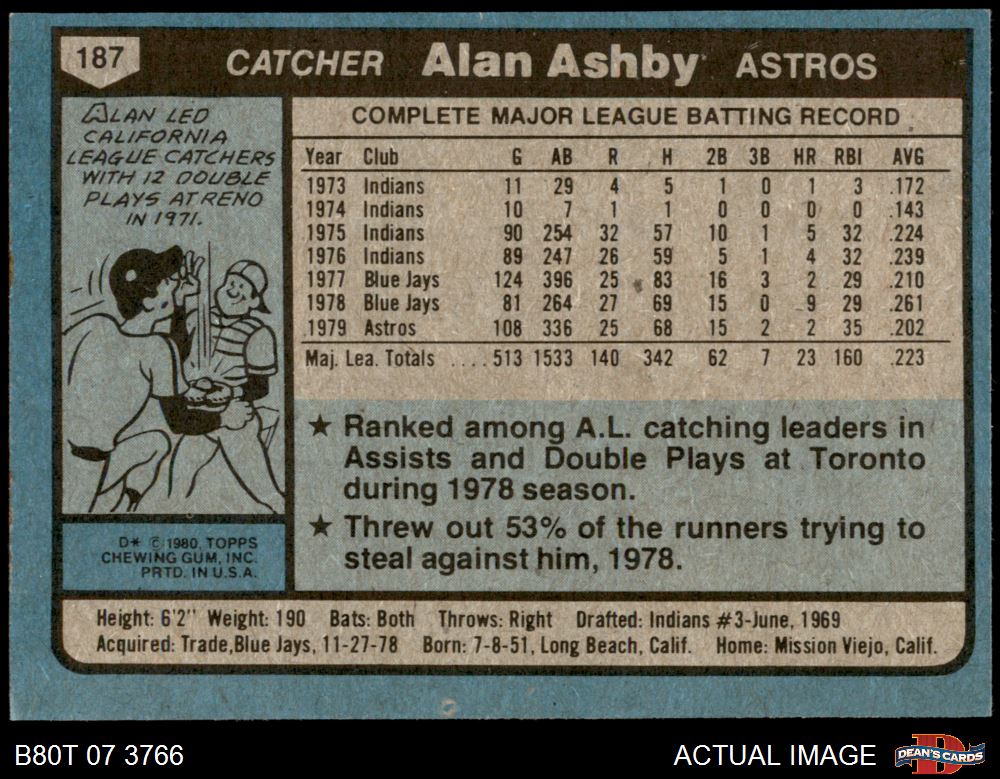 187
CATCHER Alan Ashby ASTROS
ALAN LED
CALIFORNIA
LEAGUE CATCHERS
WITH 12 DOUBLE
PLAYS AT RENO
IN 1971.
COMPLETE MAJOR LEAGUE BATTING RECORD
Year Club G AB R H 2B 3B HR RBI AVG
1973 Indians 11 29 4 5 1 0 1 3 .172
1974 Indians 10 7 1 1 0 0 0 0 .143
1975 Indians 90 254 32 57 10 1 5 32 .224
1976 Indians 89 247 26 59 5 1 4 32 .239
1977 Blue Jays 124 396 25 83 16 3 2 29 .210
1978 Blue Jays 81 264 27 69 15 0 9 29 .261
1979 Astros 108 336 25 68 15 2 2 35 .202
Maj. Lea. Totals ....513 1533 140 342 62 7 23 160 .223
★ Ranked among A.L. catching leaders in
Assists and Double Plays at Toronto
during 1978 season.
★ Threw out 53% of the runners trying to
steal against him, 1978.
D* © 1980, TOPPS
CHEWING GUM, INC.
PRTD. IN U.S.A.
Height: 6'2" Weight: 190 Bats: Both Throws: Right Drafted: Indians #3-June, 1969
Acquired: Trade,Blue Jays, 11-27-78 Born: 7-8-51, Long Beach, Calif. Home: Mission Viejo, Calif.
B80T 07 3766
ACTUAL IMAGE
DEAN'S CARDS